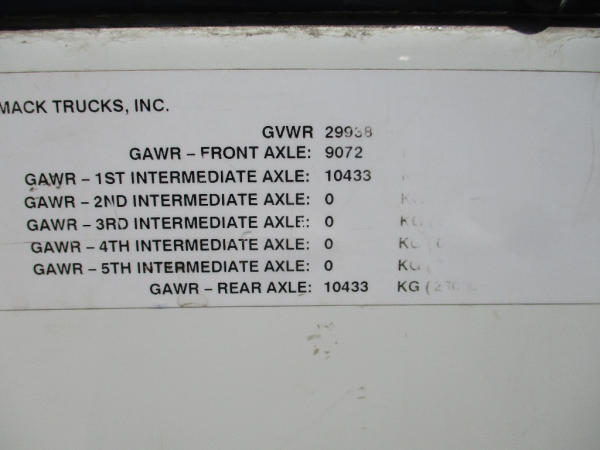 MACK TRUCKS, INC.
GVWR 29938
GAWR – FRONT AXLE: 9072
GAWR – 1ST INTERMEDIATE AXLE: 10433
GAWR – 2ND INTERMEDIATE AXLE: 0
GAWR – 3RD INTERMEDIATE AXLE: 0
GAWR – 4TH INTERMEDIATE AXLE: 0
GAWR – 5TH INTERMEDIATE AXLE: 0
GAWR – REAR AXLE: 10433 KG (